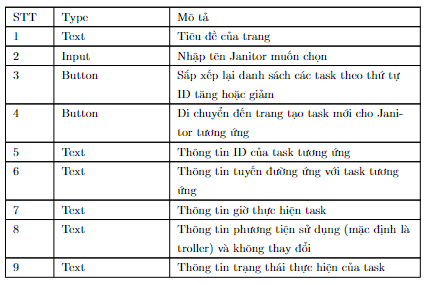 STT Type Mô tả
1 Text Tiêu đề của trang
2 Input Nhập tên Janitor muốn chọn
3 Button Sắp xếp lại danh sách các task theo thứ tự
ID tăng hoặc giảm
4 Button Di chuyển đến trang tạo task mới cho Jani-
tor tương ứng
5 Text Thông tin ID của task tương ứng
6 Text Thông tin tuyến đường ứng với task tương
ứng
7 Text Thông tin giờ thực hiện task
8 Text Thông tin phương tiện sử dụng (mặc định là
troller) và không thay đổi
9 Text Thông tin trạng thái thực hiện của task